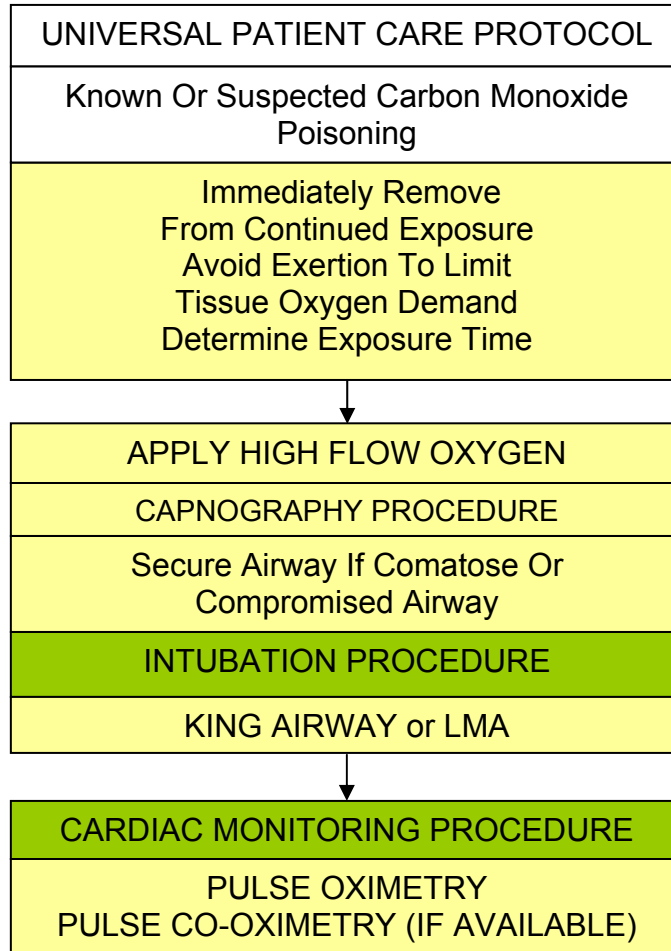 UNIVERSAL PATIENT CARE PROTOCOL
Known Or Suspected Carbon Monoxide
Poisoning
Immediately Remove
From Continued Exposure
Avoid Exertion To Limit
Tissue Oxygen Demand
Determine Exposure Time
APPLY HIGH FLOW OXYGEN
CAPNOGRAPHY PROCEDURE
Secure Airway If Comatose Or
Compromised Airway
INTUBATION PROCEDURE
KING AIRWAY or LMA
CARDIAC MONITORING PROCEDURE
PULSE OXIMETRY
PULSE CO-OXIMETRY (IF AVAILABLE)